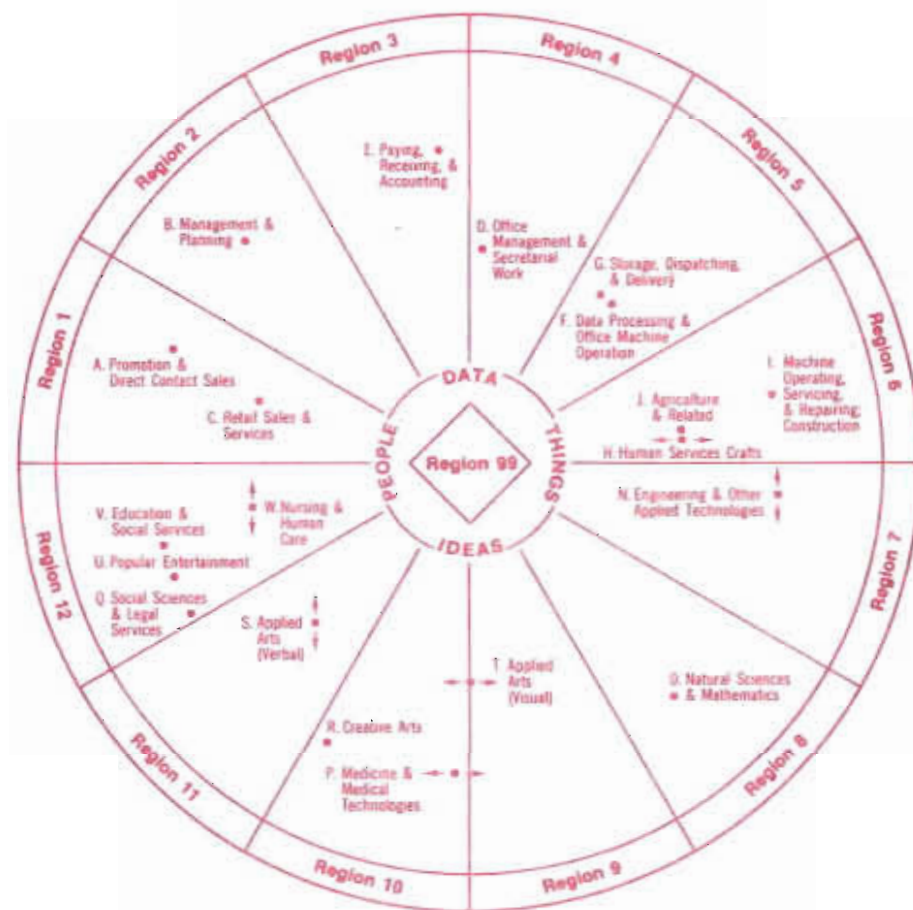 Region 3
Region 4
Region 2
Region 5
E. Paying,
Receiving, &
Accounting
B. Management &
Planning
D. Office
Management &
Secretarial
Work
G. Storage, Dispatching,
& Delivery
F. Data Processing &
Office Machine
Operation
Region 1
Region 6
A. Promotion &
Direct Contact Sales
C. Retail Sales &
Services
I. Machine
Operating,
Servicing,
& Repairing;
Construction
J. Agriculture
& Related
H. Human Services Crafts
DATA
PEOPLE
Region 99
THINGS
IDEAS
V. Education &
Social Services
W. Nursing &
Human
Care
N. Engineering & Other
Applied Technologies
U. Popular Entertainment
Q. Social Sciences
& Legal
Services
Region 12
Region 7
S. Applied
Arts
(Verbal)
T Applied
Arts
(Visual)
O. Natural Sciences
& Mathematics
R. Creative Arts
P. Medicine &
Medical
Technologies
Region 11
Region 8
Region 10
Region 9